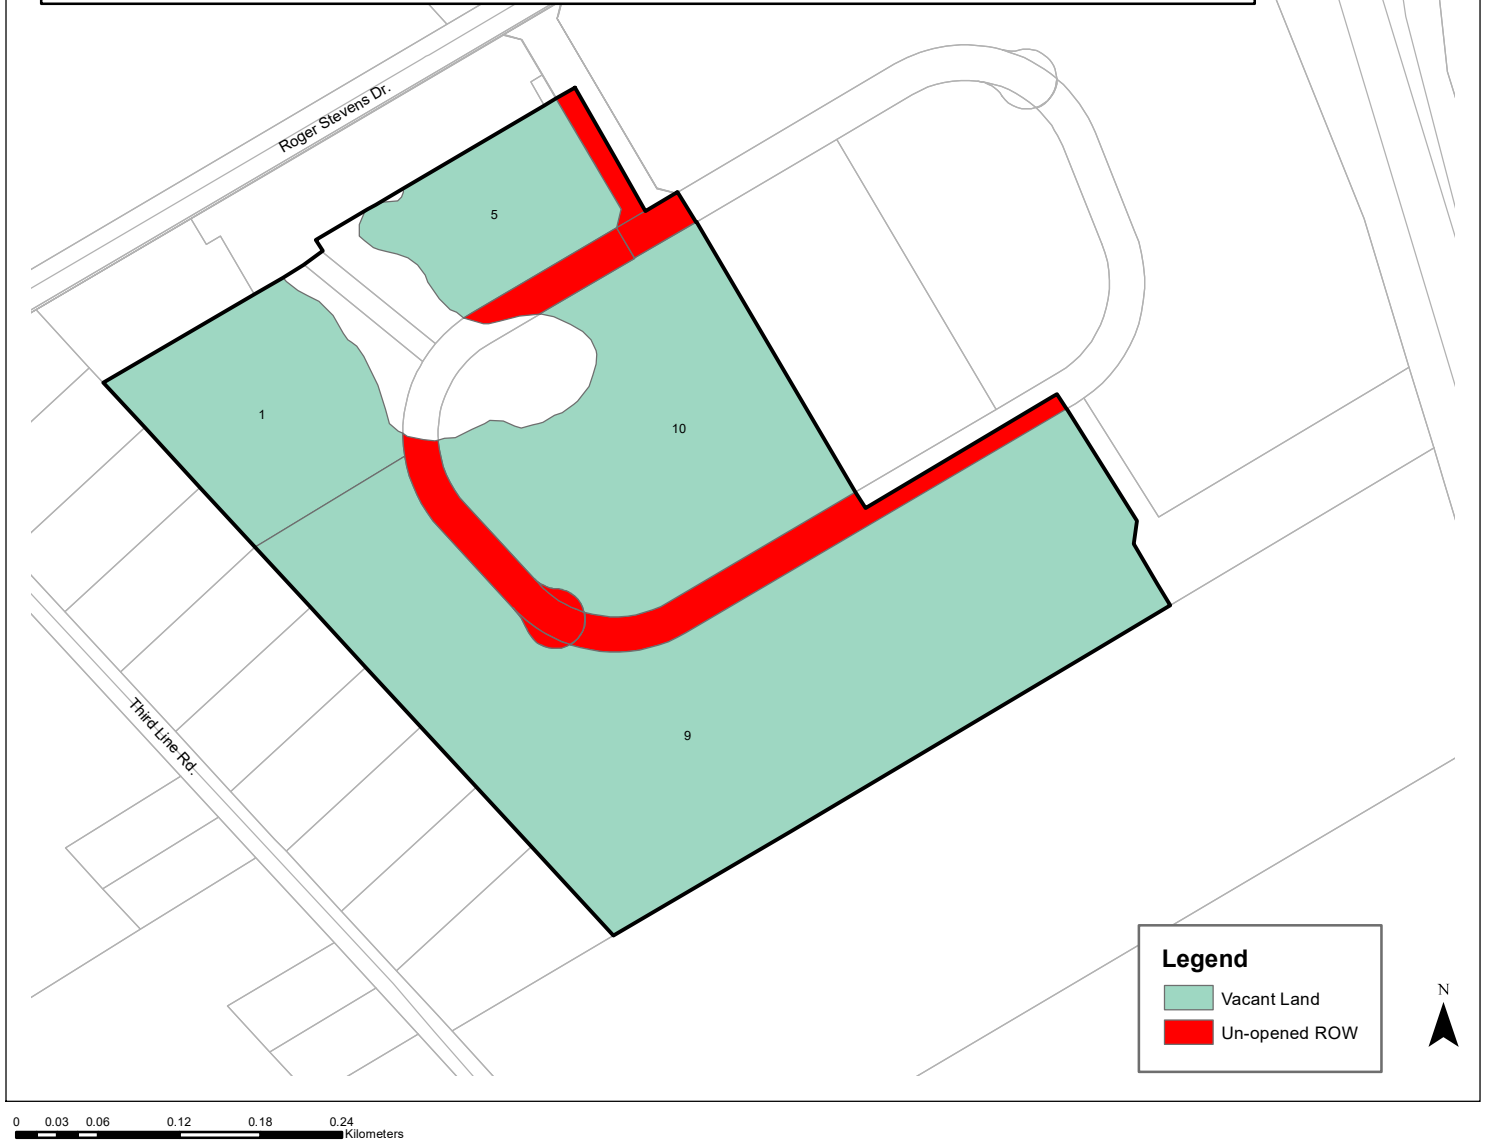 Roger Stevens Dr.
5
1
10
9
Third Line Rd.
Legend
Vacant Land
Un-opened ROW
N
0 0.03 0.06 0.12 0.18 0.24
Kilometers